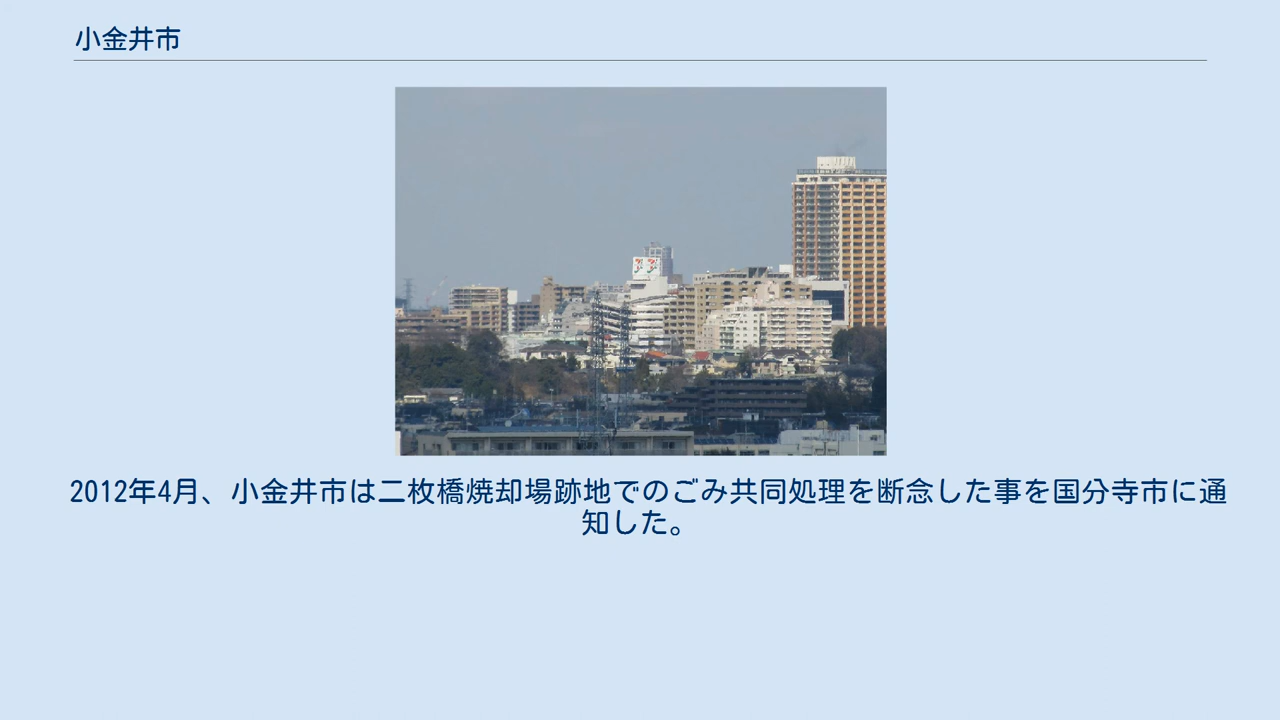 小金井市
2012年4月、小金井市は二枚橋焼却場跡地でのごみ共同処理を断念した事を国分寺市に通
知した。